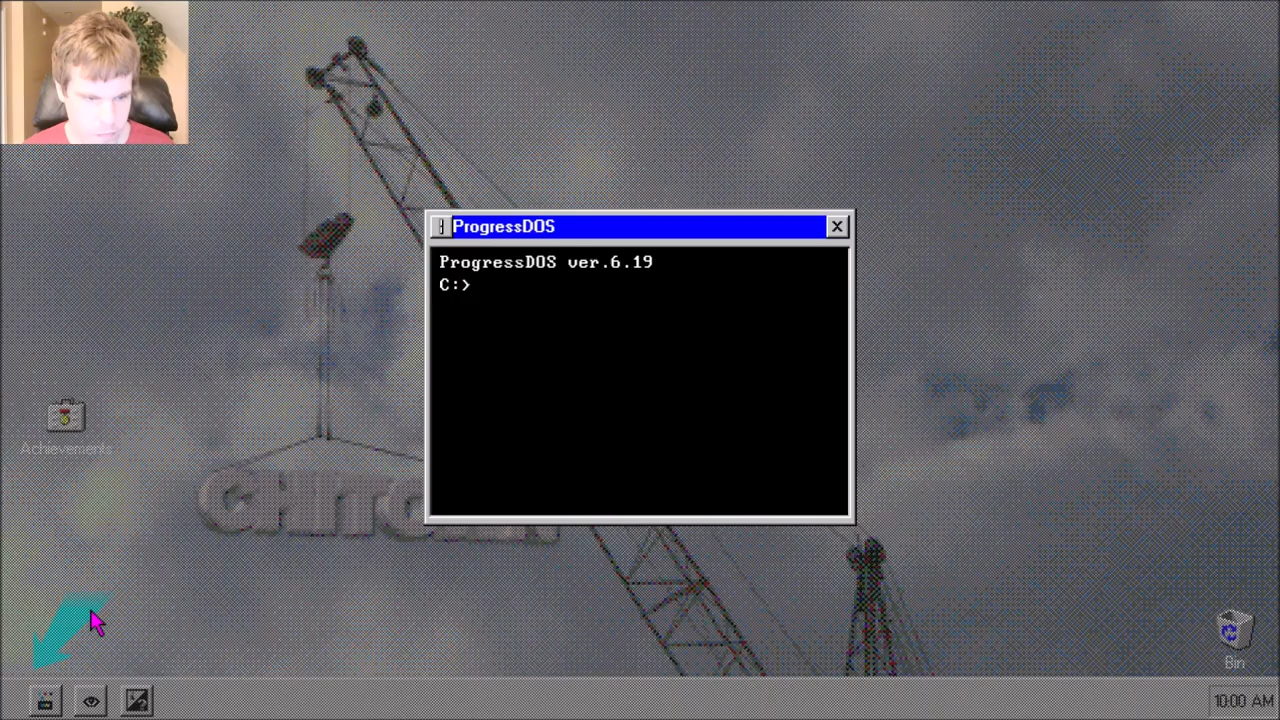 ProgressDOS
ProgressDOS ver.6.19
C:>
Achievements
Bin
10:00 AM